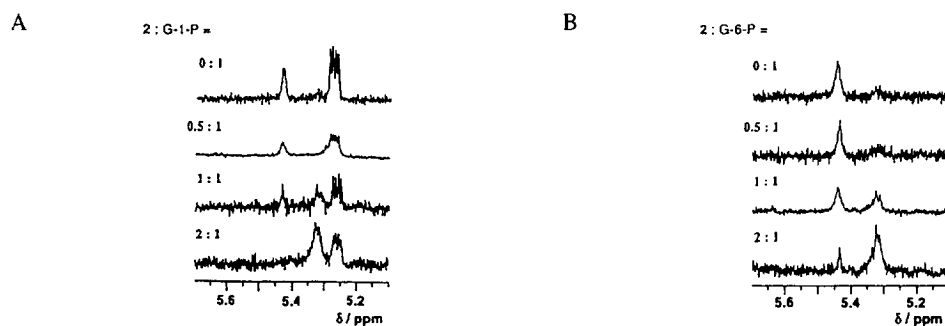 A
2 : G-1-P =
0 : 1
0.5 : 1
1 : 1
2 : 1
5.6 5.4 5.2
δ / ppm
B
2 : G-6-P =
0 : 1
0.5 : 1
1 : 1
2 : 1
5.6 5.4 5.2
δ / ppm